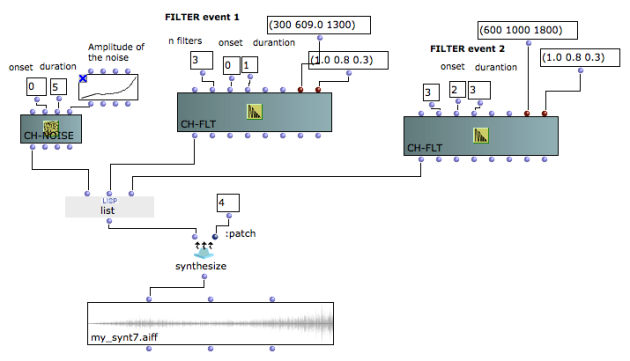 FILTER event 1
(300 609.0 1300)
(600 1000 1800)
n filters onset durantion
Amplitude of
the noise
FILTER event 2
onset duration
3
0
1
(1.0 0.8 0.3)
(1.0 0.8 0.3)
onset duration
0
5
3
2
3
CH-NOISE
CH-FLT
CH-FLT
LISP
list
4
:patch
synthesize
my_synt7.aiff